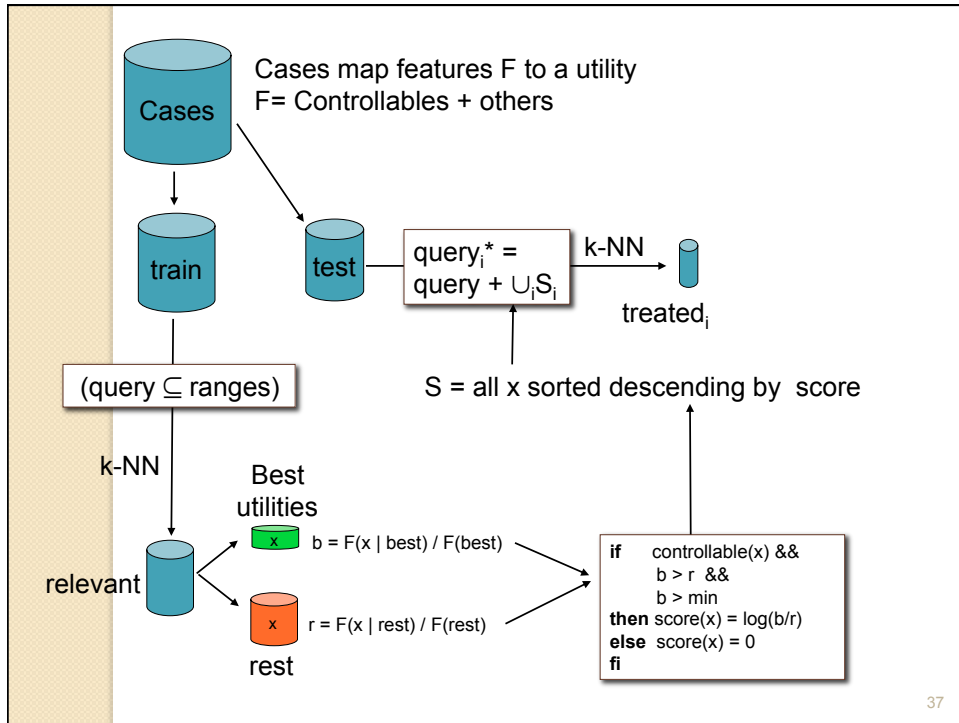 Cases
Cases map features F to a utility
F= Controllables + others
train
test
query_i* =
query + ∪_iS_i
k-NN
treated_i
(query ⊆ ranges)
S = all x sorted descending by  score
k-NN
Best
utilities
x
b = F(x | best) / F(best)
relevant
x
r = F(x | rest) / F(rest)
rest
if controllable(x) &&
b > r &&
b > min
then score(x) = log(b/r)
else score(x) = 0
fi
37